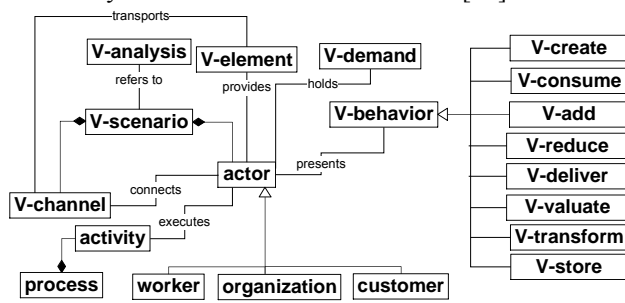 transports
V-analysis
V-element
V-demand
refers to
provides
holds
V-scenario
V-behavior
presents
actor
connects
V-channel
executes
activity
process
worker
organization
customer
V-create
V-consume
V-add
V-reduce
V-deliver
V-valuate
V-transform
V-store